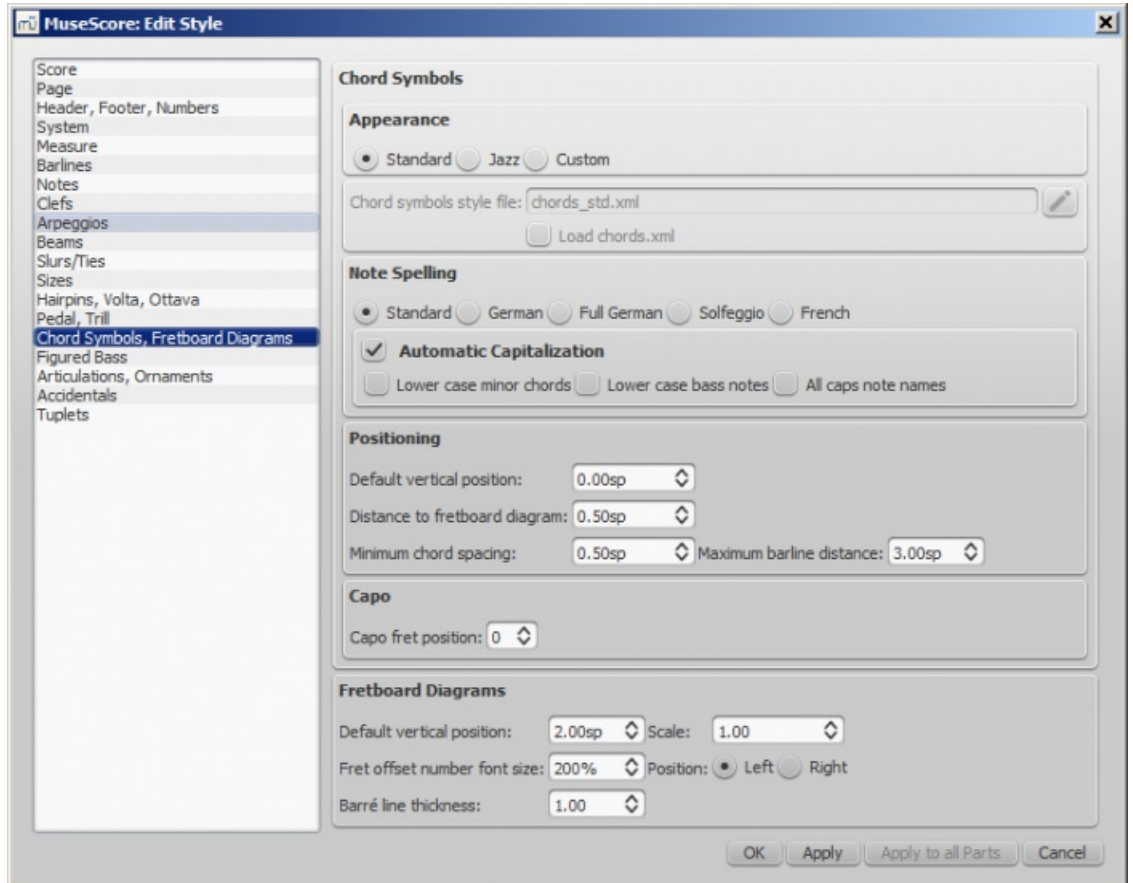 MuseScore: Edit Style
Score
Page
Header, Footer, Numbers
System
Measure
Barlines
Notes
Clefs
Arpeggios
Beams
Slurs/Ties
Sizes
Hairpins, Volta, Ottava
Pedal, Trill
Chord Symbols, Fretboard Diagrams
Figured Bass
Articulations, Ornaments
Accidentals
Tuplets
Chord Symbols
Appearance
Standard Jazz Custom
Chord symbols style file: chords_std.xml
Load chords.xml
Note Spelling
Standard German Full German Solfeggio French
Automatic Capitalization
Lower case minor chords Lower case bass notes All caps note names
Positioning
Default vertical position: 0.00sp
Distance to fretboard diagram: 0.50sp
Minimum chord spacing: 0.50sp Maximum barline distance: 3.00sp
Capo
Capo fret position: 0
Fretboard Diagrams
Default vertical position: 2.00sp Scale: 1.00
Fret offset number font size: 200% Position: Left Right
Barré line thickness: 1.00
OK Apply Apply to all Parts Cancel